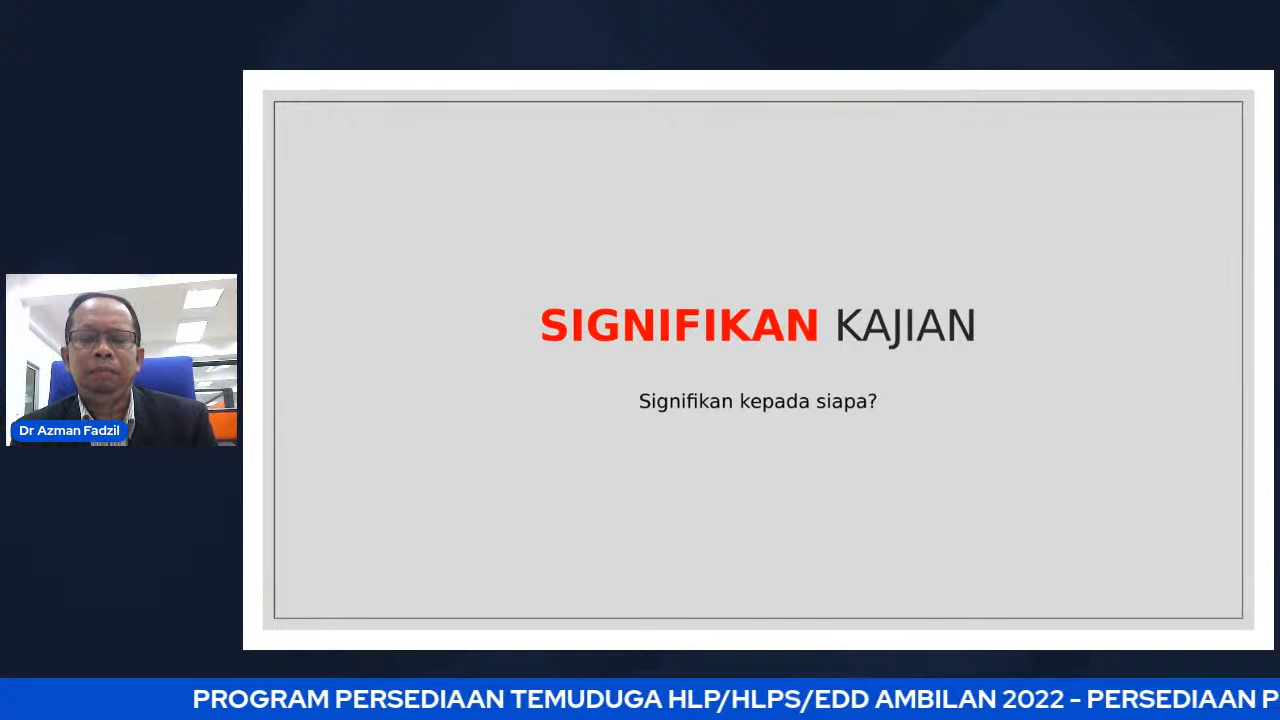 SIGNIFIKAN KAJIAN
Signifikan kepada siapa?
Dr Azman Fadzil
PROGRAM PERSEDIAAN TEMUDUGA HLP/HLPS/EDD AMBILAN 2022 - PERSEDIAAN P